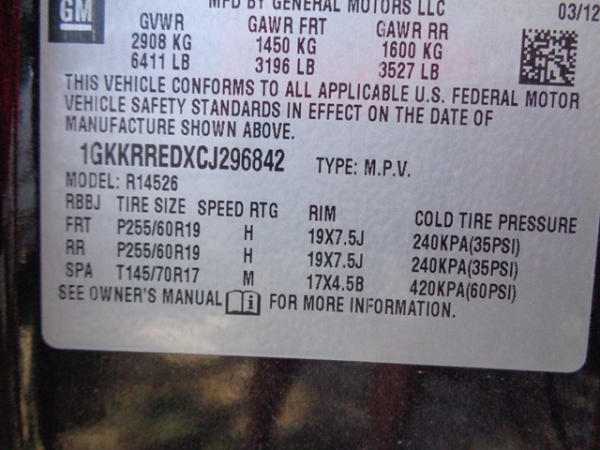 GM
MFD BY GENERAL MOTORS LLC 03/12
GVWR GAWR FRT GAWR RR
2908 KG 1450 KG 1600 KG
6411 LB 3196 LB 3527 LB
THIS VEHICLE CONFORMS TO ALL APPLICABLE U.S. FEDERAL MOTOR
VEHICLE SAFETY STANDARDS IN EFFECT ON THE DATE OF
MANUFACTURE SHOWN ABOVE.
1GKKRREDXCJ296842 TYPE: M.P.V.
MODEL: R14526
RBBJ TIRE SIZE SPEED RTG RIM COLD TIRE PRESSURE
FRT P255/60R19 H 19X7.5J 240KPA(35PSI)
RR P255/60R19 H 19X7.5J 240KPA(35PSI)
SPA T145/70R17 M 17X4.5B 420KPA(60PSI)
SEE OWNER'S MANUAL i FOR MORE INFORMATION.